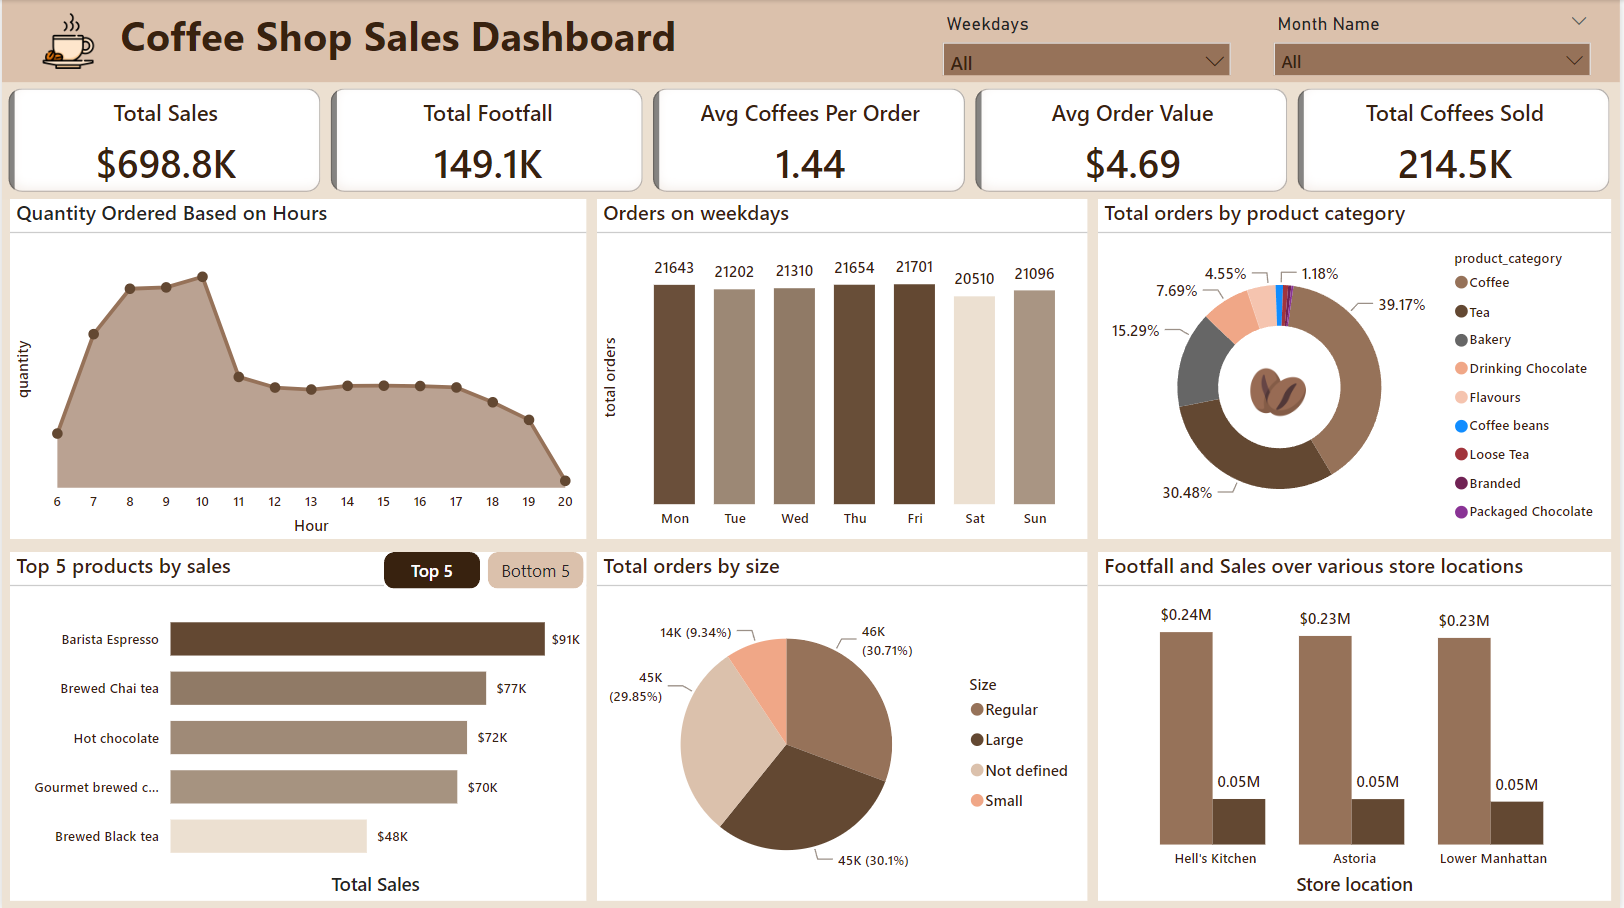 Coffee Shop Sales Dashboard
Weekdays
All
Month Name
All
Total Sales
$698.8K
Total Footfall
149.1K
Avg Coffees Per Order
1.44
Avg Order Value
$4.69
Total Coffees Sold
214.5K
Quantity Ordered Based on Hours
quantity
6 7 8 9 10 11 12 13 14 15 16 17 18 19 20
Hour
Orders on weekdays
total orders
21643 21202 21310 21654 21701 20510 21096
Mon Tue Wed Thu Fri Sat Sun
Total orders by product category
4.55%
1.18%
7.69%
39.17%
15.29%
30.48%
product_category
Coffee
Tea
Bakery
Drinking Chocolate
Flavours
Coffee beans
Loose Tea
Branded
Packaged Chocolate
Top 5 products by sales
Top 5
Bottom 5
Barista Espresso $91K
Brewed Chai tea $77K
Hot chocolate $72K
Gourmet brewed c... $70K
Brewed Black tea $48K
Total Sales
Total orders by size
14K (9.34%)
46K
(30.71%)
45K
(29.85%)
45K (30.1%)
Size
Regular
Large
Not defined
Small
Footfall and Sales over various store locations
$0.24M $0.23M $0.23M
0.05M 0.05M 0.05M
Hell's Kitchen Astoria Lower Manhattan
Store location